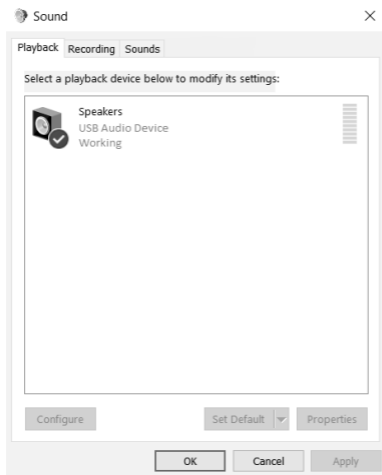 Sound
Playback Recording Sounds
Select a playback device below to modify its settings:
Speakers
USB Audio Device
Working
Configure Set Default Properties
OK Cancel Apply